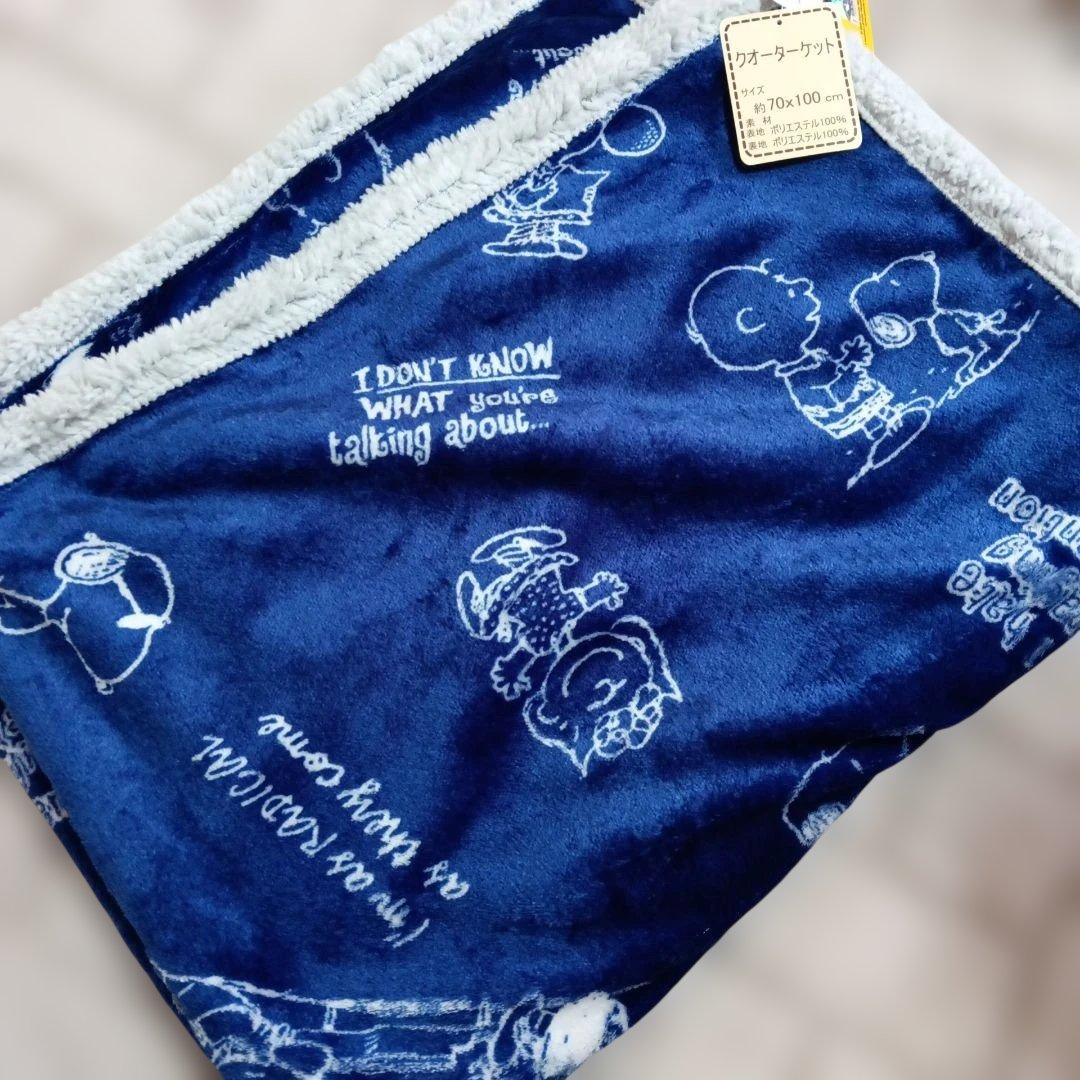 クオーターケット
サイズ
約70x100cm
素材
表地 ポリエステル100%
裏地 ポリエステル100%
I DON'T KNOW
WHAT you're
talking about...
I'm as RADICAL
as they come